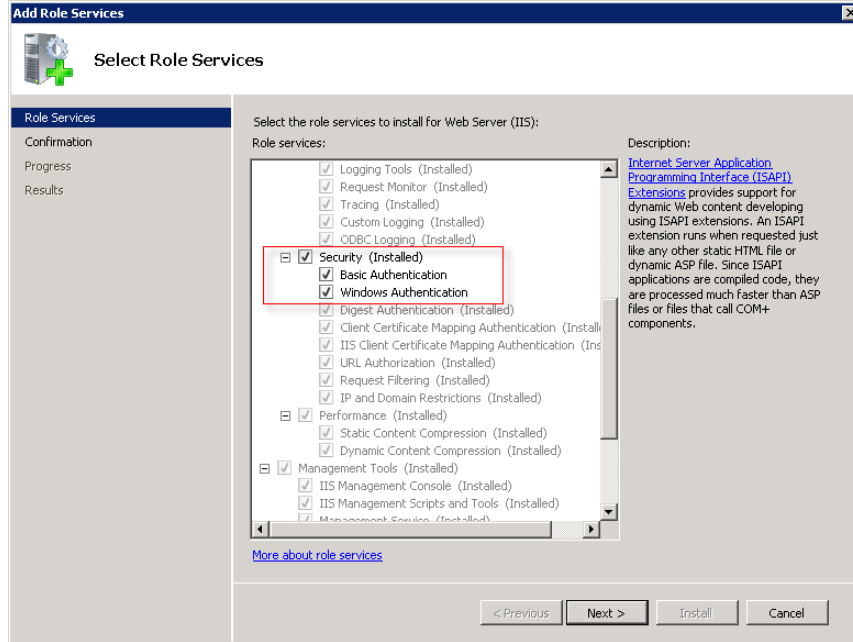 Add Role Services
Select Role Services
Role Services
Confirmation
Progress
Results
Select the role services to install for Web Server (IIS):
Role services:
Logging Tools (Installed)
Request Monitor (Installed)
Tracing (Installed)
Custom Logging (Installed)
ODBC Logging (Installed)
Security (Installed)
Basic Authentication
Windows Authentication
Digest Authentication (Installed)
Client Certificate Mapping Authentication (Install
IIS Client Certificate Mapping Authentication (Ins
URL Authorization (Installed)
Request Filtering (Installed)
IP and Domain Restrictions (Installed)
Performance (Installed)
Static Content Compression (Installed)
Dynamic Content Compression (Installed)
Management Tools (Installed)
IIS Management Console (Installed)
IIS Management Scripts and Tools (Installed)
Management Service (Installed)
More about role services
Description:
Internet Server Application
Programming Interface (ISAPI)
Extensions provides support for
dynamic Web content developing
using ISAPI extensions. An ISAPI
extension runs when requested just
like any other static HTML file or
dynamic ASP file. Since ISAPI
applications are compiled code, they
are processed much faster than ASP
files or files that call COM+
components.
< Previous
Next >
Install
Cancel